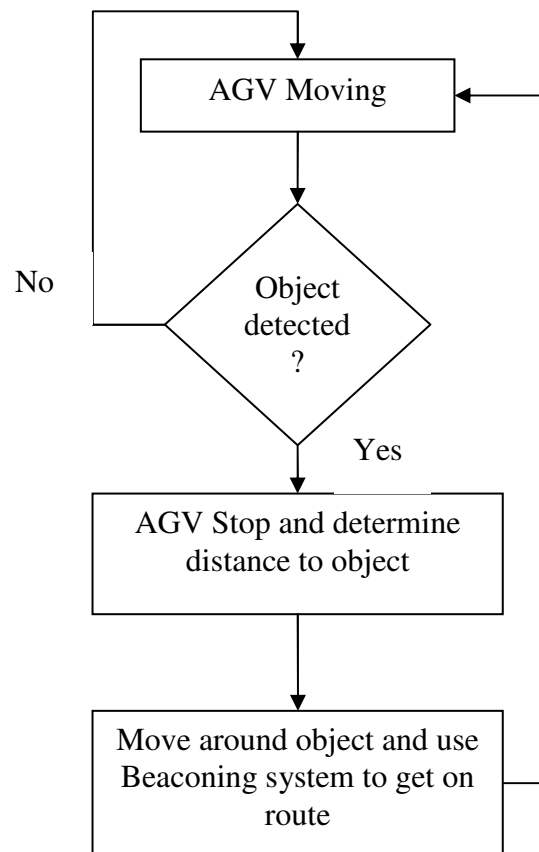 AGV Moving
No
Object
detected
?
Yes
AGV Stop and determine
distance to object
Move around object and use
Beaconing system to get on
route